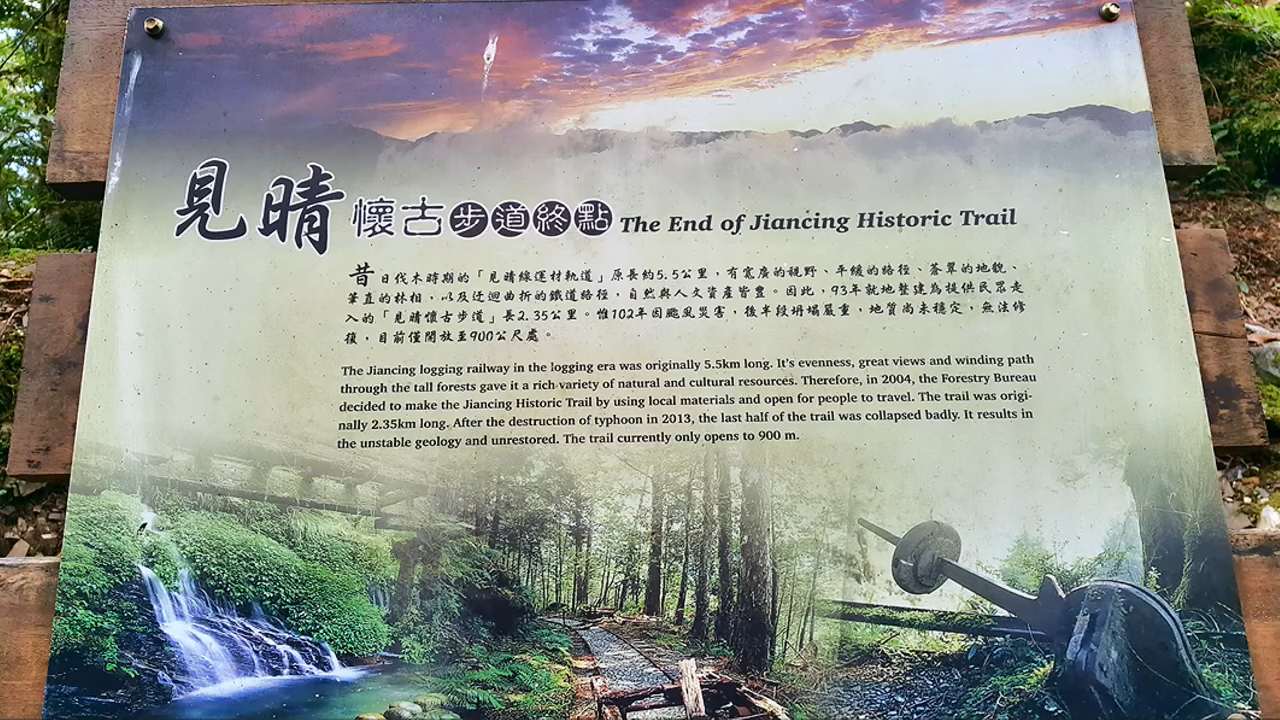 見晴懷古步道終點 The End of Jiancing Historic Trail
昔日伐木時期的「見晴線運材軌道」原長約5.5公里，有寬廣的視野、平緩的路徑、蒼翠的地貌、
筆直的林相，以及迂迴曲折的鐵道路徑，自然與人文資產皆豐。因此，93年就地整建為提供民眾走
入的「見晴懷古步道」長2.35公里。惟102年因颱風災害，後半段坍塌嚴重，地質尚未穩定，無法修
復，目前僅開放至900公尺處。
The Jiancing logging railway in the logging era was originally 5.5km long. It's evenness, great views and winding path
through the tall forests gave it a rich variety of natural and cultural resources. Therefore, in 2004, the Forestry Bureau
decided to make the Jiancing Historic Trail by using local materials and open for people to travel. The trail was origi-
nally 2.35km long. After the destruction of typhoon in 2013, the last half of the trail was collapsed badly. It results in
the unstable geology and unrestored. The trail currently only opens to 900 m.